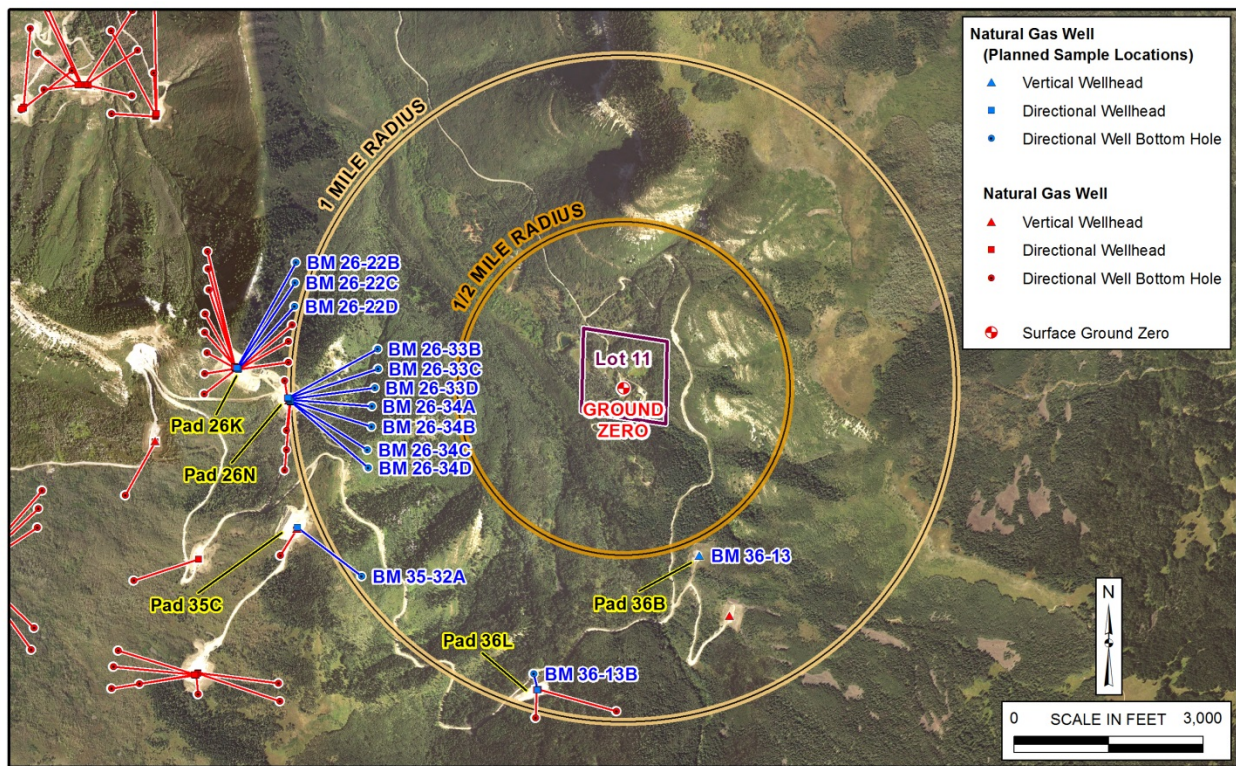 Natural Gas Well
(Planned Sample Locations)
Vertical Wellhead
Directional Wellhead
Directional Well Bottom Hole
Natural Gas Well
Vertical Wellhead
Directional Wellhead
Directional Well Bottom Hole
Surface Ground Zero
1 MILE RADIUS
1/2 MILE RADIUS
BM 26-22B
BM 26-22C
BM 26-22D
BM 26-33B
BM 26-33C
BM 26-33D
BM 26-34A
BM 26-34B
BM 26-34C
BM 26-34D
Lot 11
GROUND
ZERO
Pad 26K
Pad 26N
BM 36-13
BM 35-32A
Pad 35C
Pad 36B
Pad 36L
BM 36-13B
N
0 SCALE IN FEET 3,000